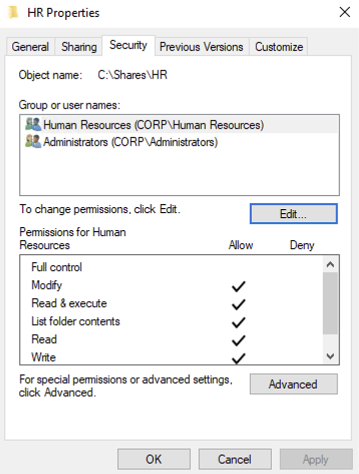 HR Properties
General
Sharing
Security
Previous Versions
Customize
Object name: C:\Shares\HR
Group or user names:
Human Resources (CORP\Human Resources)
Administrators (CORP\Administrators)
To change permissions, click Edit.
Edit...
Permissions for Human
Resources
Allow
Deny
Full control
Modify
Read & execute
List folder contents
Read
Write
For special permissions or advanced settings,
click Advanced.
Advanced
OK
Cancel
Apply